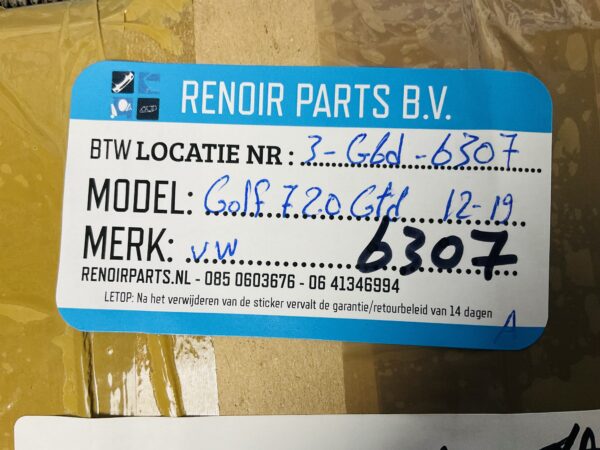 RENOIR PARTS B.V.
BTW LOCATIE NR: 3-Gbd-6307
MODEL: Golf 7 2.0 Gtd 12-19
MERK: VW 6307
RENOIRPARTS.NL - 085 0603676 - 06 41346994
LETOP: Na het verwijderen van de sticker vervalt de garantie/retourbeleid van 14 dagen
A